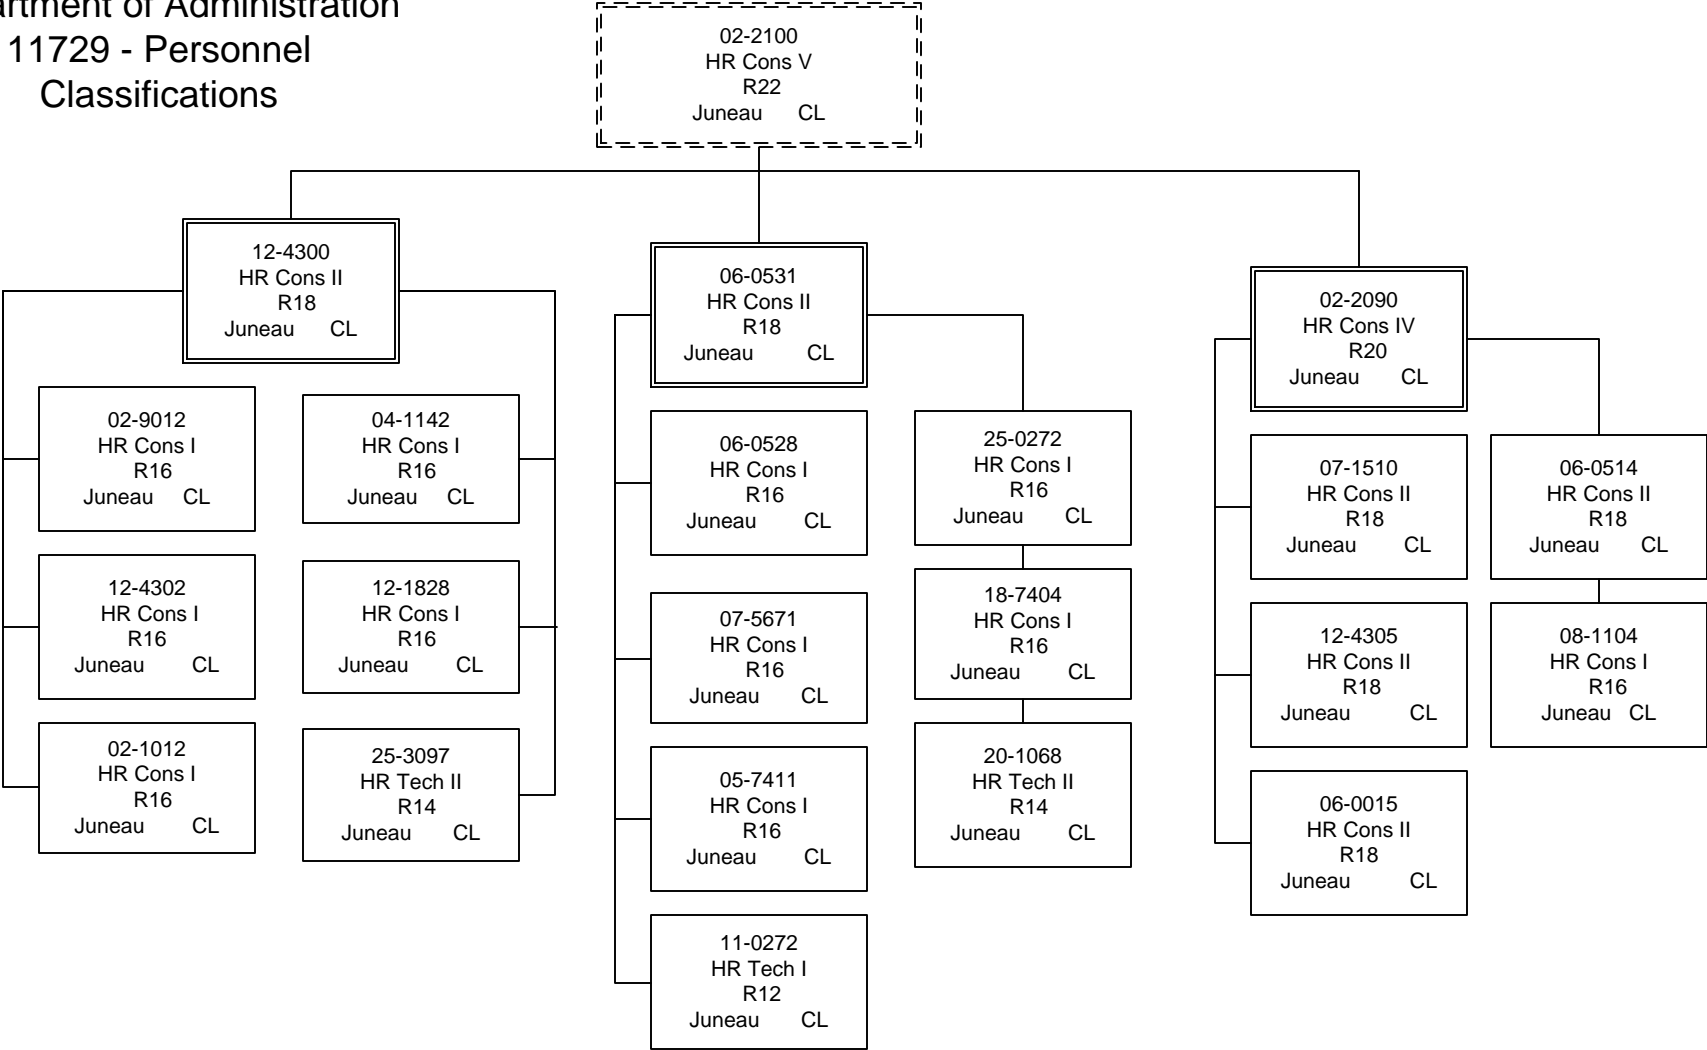 of Administration
11729 - Personnel
Classifications
02-2100
HR Cons V
R22
Juneau CL
12-4300
HR Cons II
R18
Juneau CL
02-9012
HR Cons I
R16
Juneau CL
12-4302
HR Cons I
R16
Juneau CL
02-1012
HR Cons I
R16
Juneau CL
04-1142
HR Cons I
R16
Juneau CL
12-1828
HR Cons I
R16
Juneau CL
25-3097
HR Tech II
R14
Juneau CL
06-0531
HR Cons II
R18
Juneau CL
06-0528
HR Cons I
R16
Juneau CL
07-5671
HR Cons I
R16
Juneau CL
05-7411
HR Cons I
R16
Juneau CL
11-0272
HR Tech I
R12
Juneau CL
25-0272
HR Cons I
R16
Juneau CL
18-7404
HR Cons I
R16
Juneau CL
20-1068
HR Tech II
R14
Juneau CL
02-2090
HR Cons IV
R20
Juneau CL
07-1510
HR Cons II
R18
Juneau CL
12-4305
HR Cons II
R18
Juneau CL
06-0015
HR Cons II
R18
Juneau CL
06-0514
HR Cons II
R18
Juneau CL
08-1104
HR Cons I
R16
Juneau CL